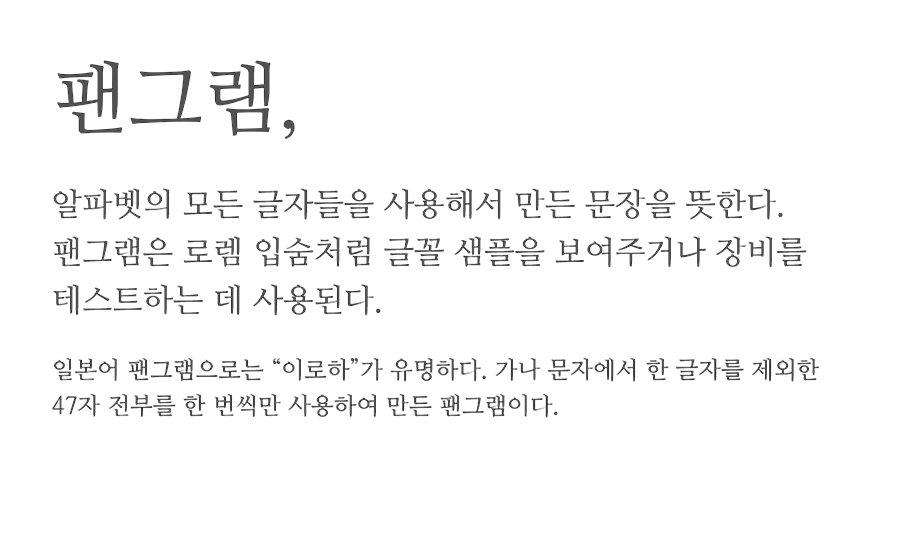 팬그램,
알파벳의 모든 글자들을 사용해서 만든 문장을 뜻한다.
팬그램은 로렘 입숨처럼 글꼴 샘플을 보여주거나 장비를
테스트하는 데 사용된다.
일본어 팬그램으로는 “이로하”가 유명하다. 가나 문자에서 한 글자를 제외한
47자 전부를 한 번씩만 사용하여 만든 팬그램이다.